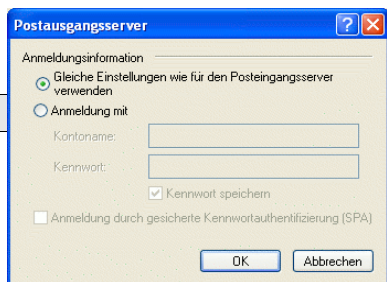 Postausgangsserver
Anmeldungsinformation
Gleiche Einstellungen wie für den Posteingangsserver
verwenden
Anmeldung mit
Kontoname:
Kennwort:
Kennwort speichern
Anmeldung durch gesicherte Kennwortauthentifizierung (SPA)
OK
Abbrechen